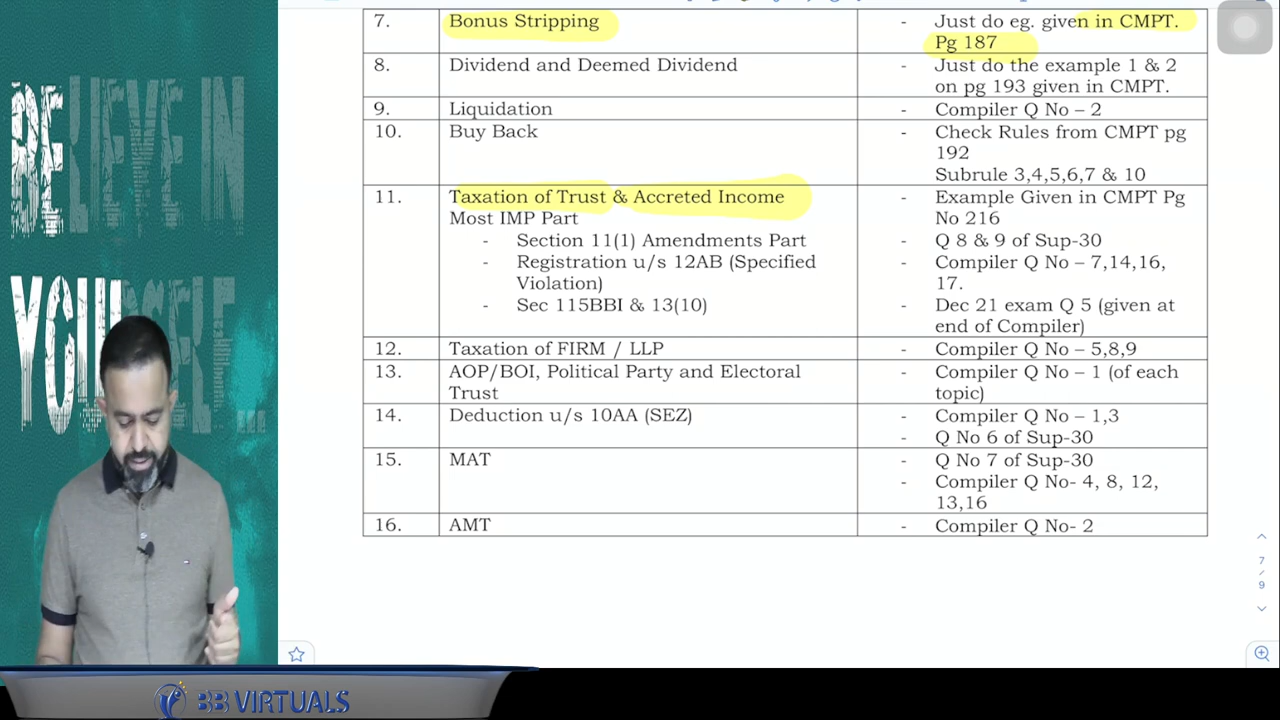 BELIEVE IN
YOURSELF...
7. Bonus Stripping - Just do eg. given in CMPT.
Pg 187
8. Dividend and Deemed Dividend - Just do the example 1 & 2
on pg 193 given in CMPT.
9. Liquidation - Compiler Q No – 2
10. Buy Back - Check Rules from CMPT pg
192
Subrule 3,4,5,6,7 & 10
11. Taxation of Trust & Accreted Income - Example Given in CMPT Pg
Most IMP Part No 216
- Section 11(1) Amendments Part - Q 8 & 9 of Sup-30
- Registration u/s 12AB (Specified - Compiler Q No – 7,14,16,
Violation) 17.
- Sec 115BBI & 13(10) - Dec 21 exam Q 5 (given at
end of Compiler)
12. Taxation of FIRM / LLP - Compiler Q No – 5,8,9
13. AOP/BOI, Political Party and Electoral - Compiler Q No – 1 (of each
Trust topic)
14. Deduction u/s 10AA (SEZ) - Compiler Q No – 1,3
- Q No 6 of Sup-30
15. MAT - Q No 7 of Sup-30
- Compiler Q No- 4, 8, 12,
13,16
16. AMT - Compiler Q No- 2
7
/
9
BB VIRTUALS